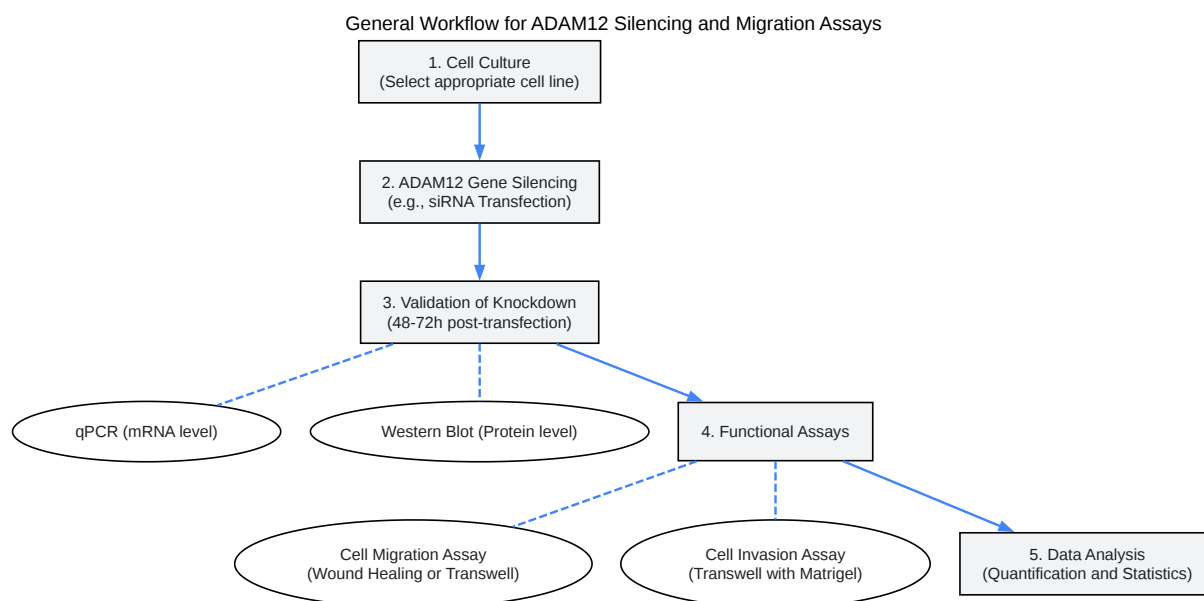 General Workflow for ADAM12 Silencing and Migration Assays
1. Cell Culture
(Select appropriate cell line)
2. ADAM12 Gene Silencing
(e.g., siRNA Transfection)
3. Validation of Knockdown
(48-72h post-transfection)
qPCR (mRNA level)
Western Blot (Protein level)
4. Functional Assays
Cell Migration Assay
(Wound Healing or Transwell)
Cell Invasion Assay
(Transwell with Matrigel)
5. Data Analysis
(Quantification and Statistics)